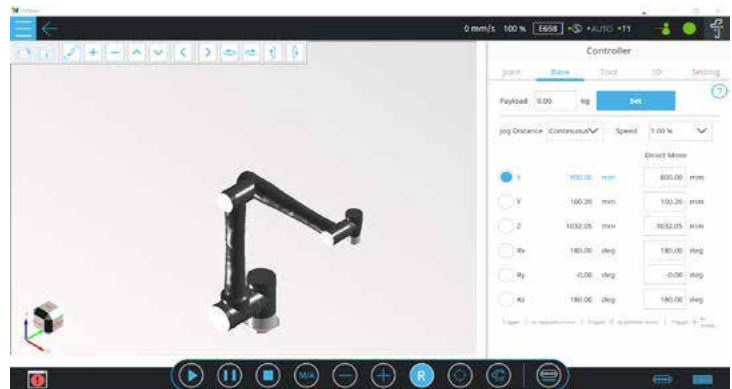 0 mm/s 100 % E698 AUTO T1
Controller
Joint Base Tool IO Setting
Payload 0.00 kg Set
?
Jog Distance Continuous Speed 1.00 %
Direct Move
X 800.00 mm 800.00 mm
Y 100.20 mm 100.20 mm
Z 1032.05 mm 1032.05 mm
Rx 180.00 deg 180.00 deg
Ry -0.00 deg -0.00 deg
Rz 180.00 deg 180.00 deg
M/A R